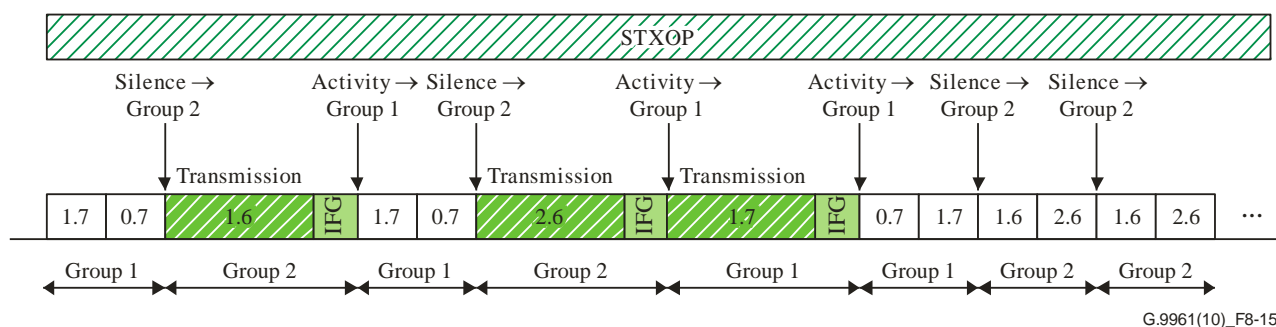 STXOP
Silence → Activity → Silence → Activity → Activity → Silence → Silence →
Group 2 Group 1 Group 2 Group 1 Group 1 Group 2 Group 2
Transmission Transmission Transmission
1.7 0.7 1.6 IFG 1.7 0.7 2.6 IFG 1.7 IFG 0.7 1.7 1.6 2.6 1.6 2.6 ...
Group 1 Group 2 Group 1 Group 2 Group 1 Group 1 Group 2 Group 2
G.9961(10)_F8-15